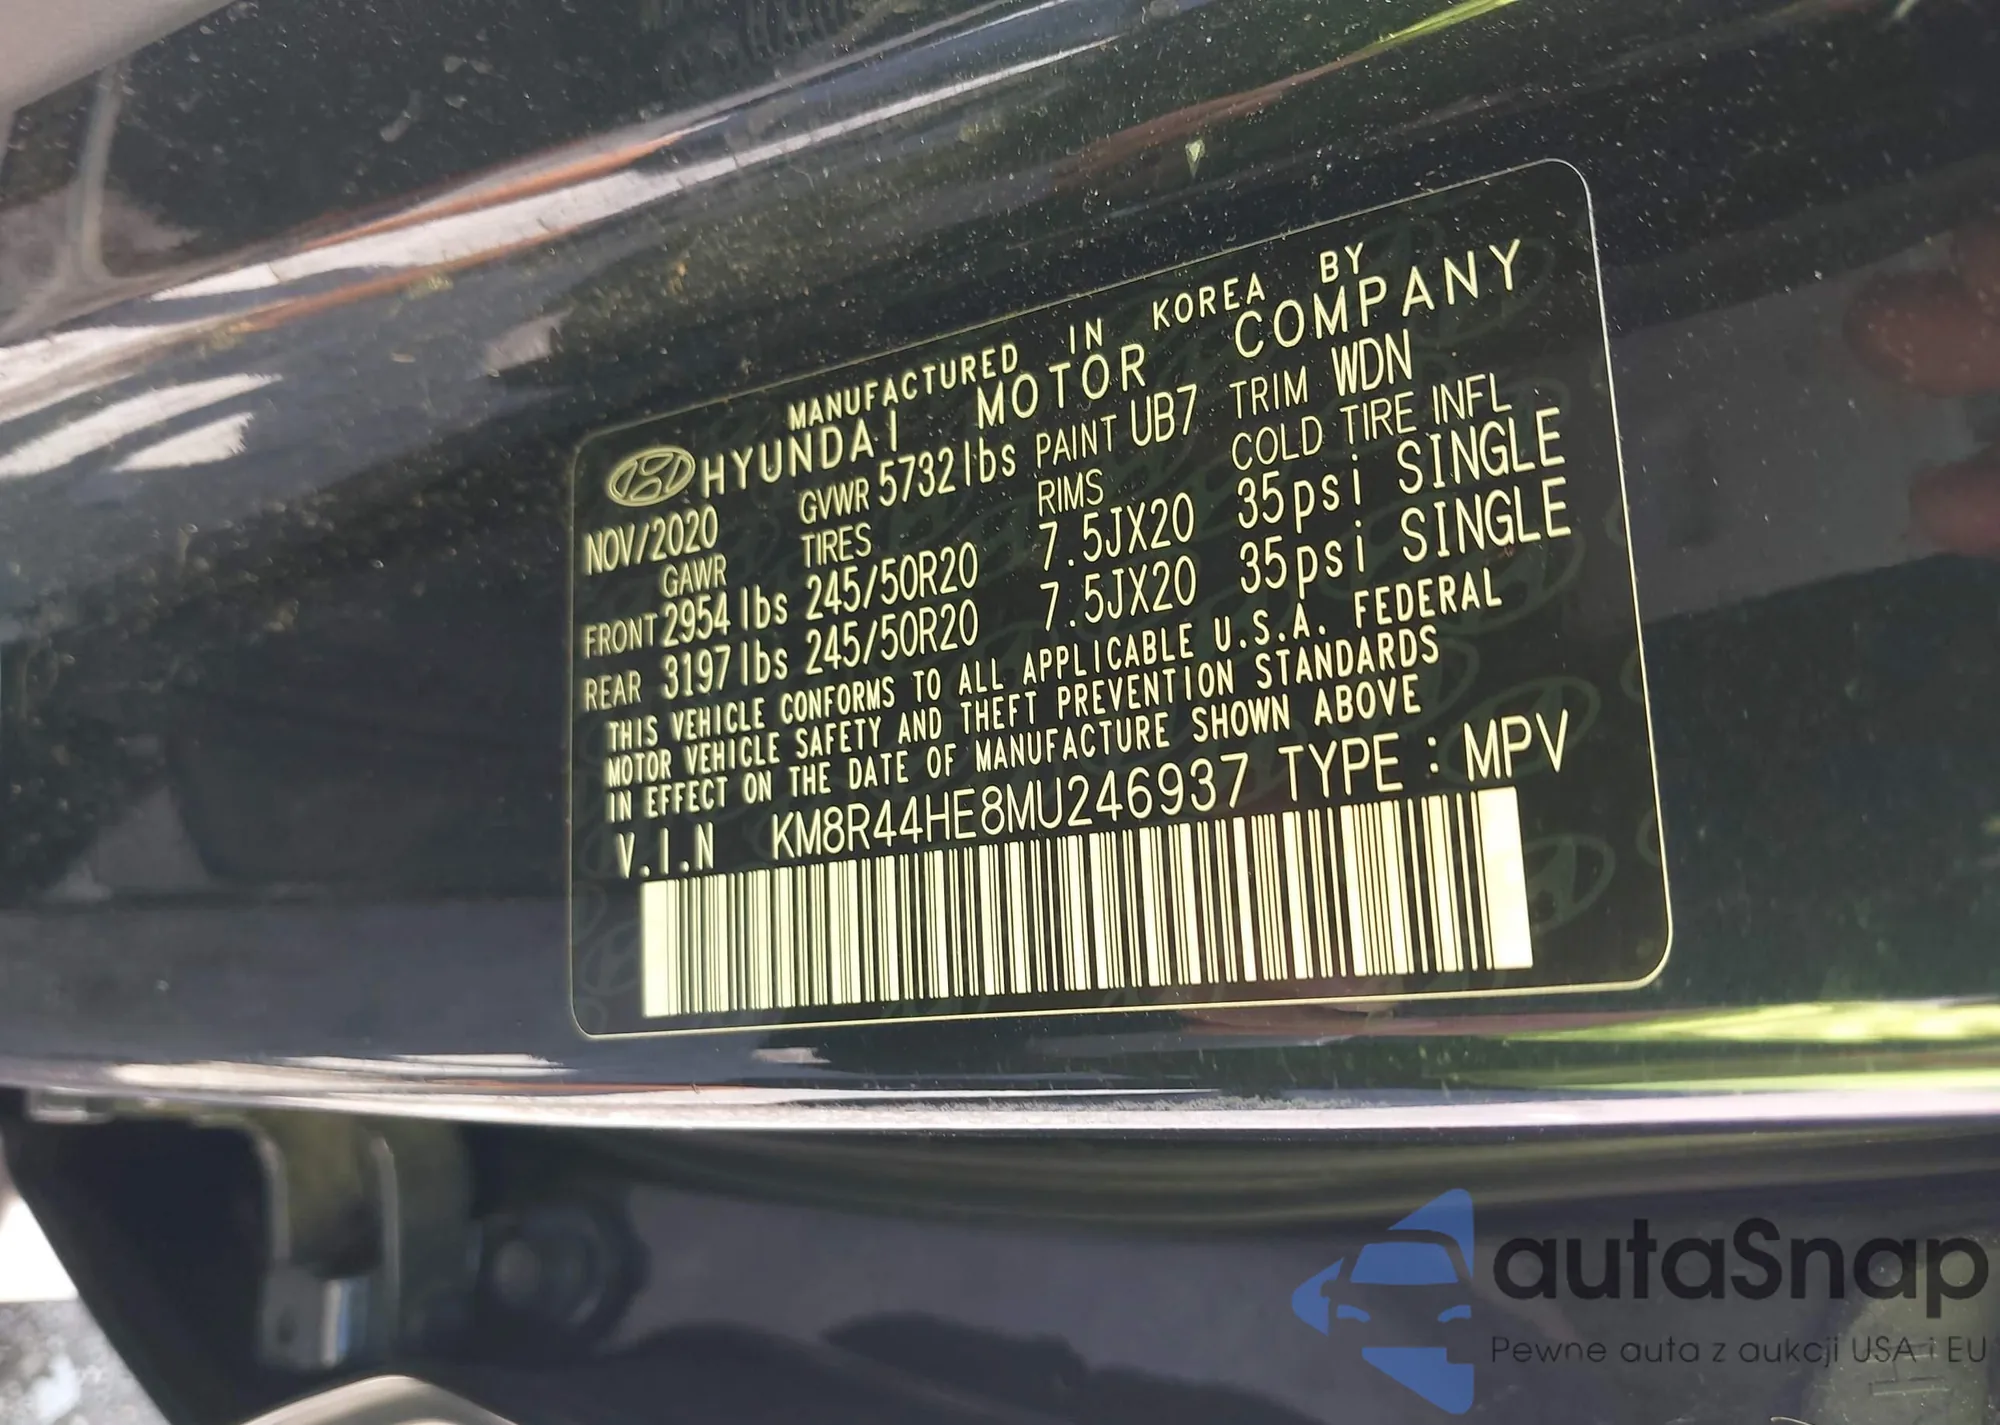 MANUFACTURED IN KOREA BY
HYUNDAI MOTOR COMPANY
NOV/2020 GVWR 5732 lbs PAINT UB7 TRIM WDN
GAWR TIRES RIMS COLD TIRE INFL
FRONT 2954 lbs 245/50R20 7.5JX20 35psi SINGLE
REAR 3197 lbs 245/50R20 7.5JX20 35psi SINGLE
THIS VEHICLE CONFORMS TO ALL APPLICABLE U.S.A. FEDERAL
MOTOR VEHICLE SAFETY AND THEFT PREVENTION STANDARDS
IN EFFECT ON THE DATE OF MANUFACTURE SHOWN ABOVE
V.I.N KM8R44HE8MU246937 TYPE : MPV
autaSnap
Pewne auta z aukcji USA i EU